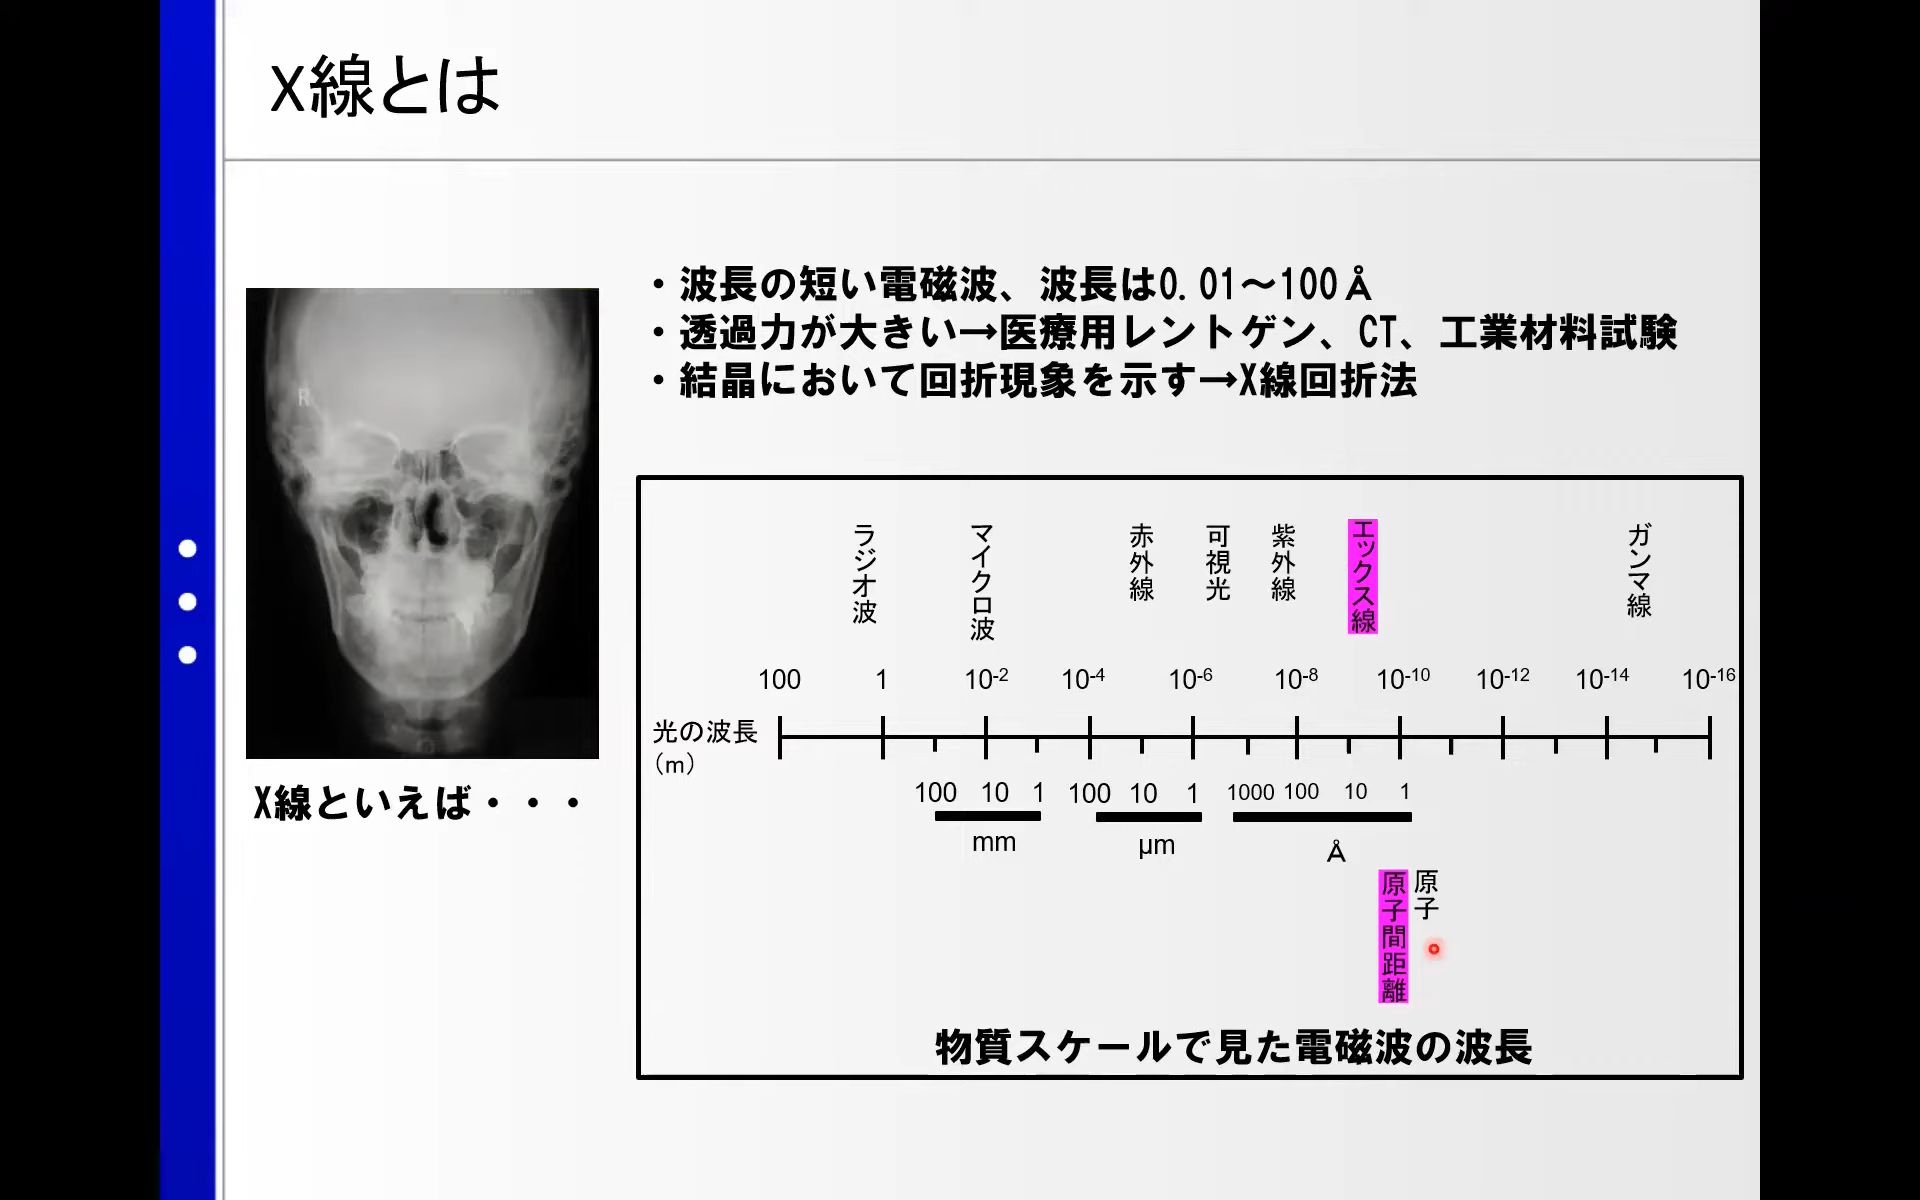 X線とは
・波長の短い電磁波、波長は0.01～100Å
・透過力が大きい→医療用レントゲン、CT、工業材料試験
・結晶において回折現象を示す→X線回折法
R
X線といえば・・・
ラジオ波
マイクロ波
赤外線
可視光
紫外線
エックス線
ガンマ線
100 1 10-2 10-4 10-6 10-8 10-10 10-12 10-14 10-16
光の波長
（m）
100 10 1 100 10 1 1000 100 10 1
mm μm Å
原子間距離
原子
物質スケールで見た電磁波の波長